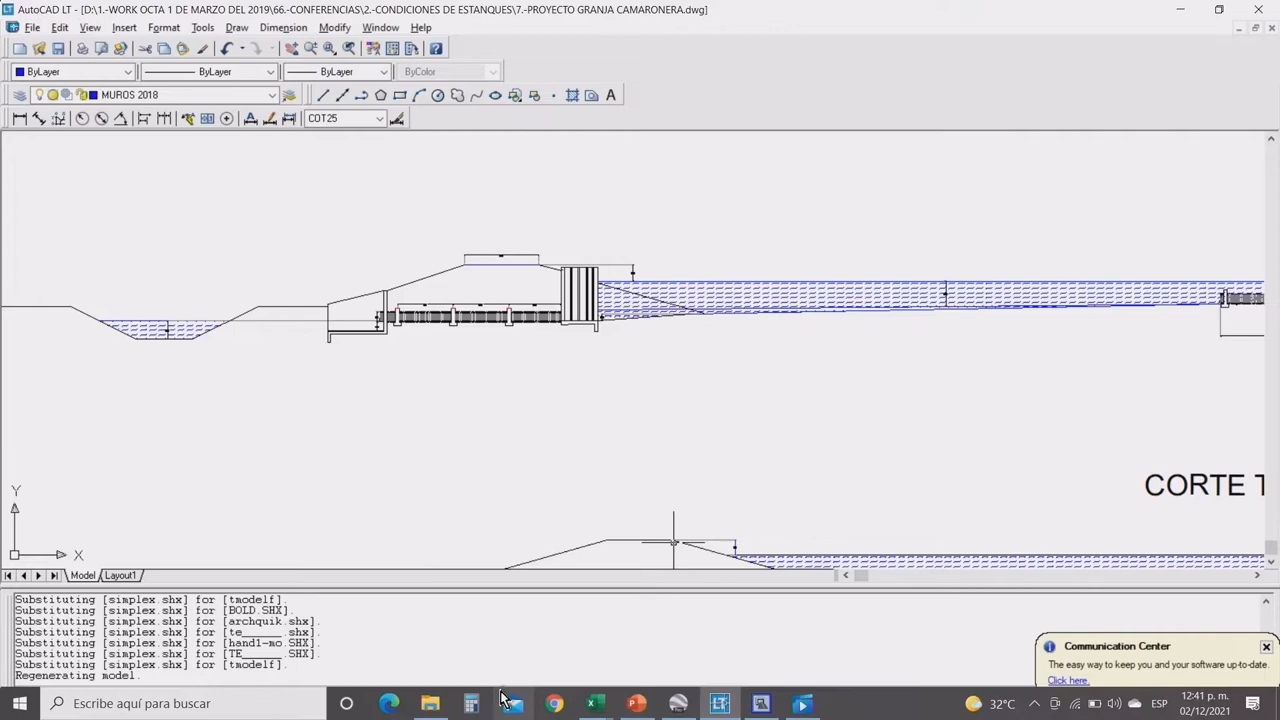 AutoCAD LT - [D:\1.-WORK OCTA 1 DE MARZO DEL 2019\66.-CONFERENCIAS\2.-CONDICIONES DE ESTANQUES\7.-PROYECTO GRANJA CAMARONERA.dwg]
File Edit View Insert Format Tools Draw Dimension Modify Window Help
ByLayer ByLayer ByLayer ByColor
MUROS 2018 A
COT25
CORTE T
Y
X
Model Layout1
Substituting [simplex.shx] for [tmodelf].
Substituting [simplex.shx] for [BOLD.SHX].
Substituting [simplex.shx] for [archquik.shx].
Substituting [simplex.shx] for [te______.shx].
Substituting [simplex.shx] for [hand1-mo.SHX].
Substituting [simplex.shx] for [TE______.SHX].
Substituting [simplex.shx] for [tmodelf].
Regenerating model.
Communication Center
The easy way to keep you and your software up-to-date.
Click here.
Escribe aquí para buscar
32°C ESP
12:41 p. m.
02/12/2021